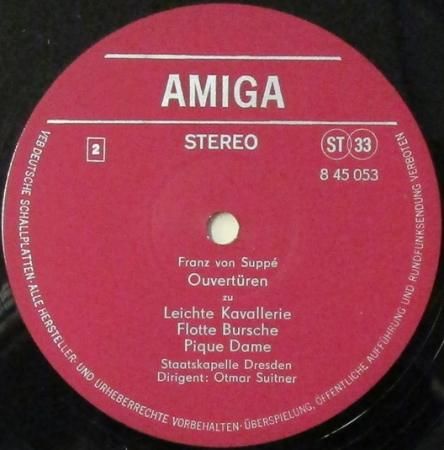 AMIGA
2
STEREO
ST 33
8 45 053
Franz von Suppé
Ouvertüren
zu
Leichte Kavallerie
Flotte Bursche
Pique Dame
Staatskapelle Dresden
Dirigent: Otmar Suitner
VEB DEUTSCHE SCHALLPLATTEN · ALLE HERSTELLER- UND URHEBERRECHTE VORBEHALTEN · ÜBERSPIELUNG, ÖFFENTLICHE AUFFÜHRUNG UND RUNDFUNKSENDUNG VERBOTEN